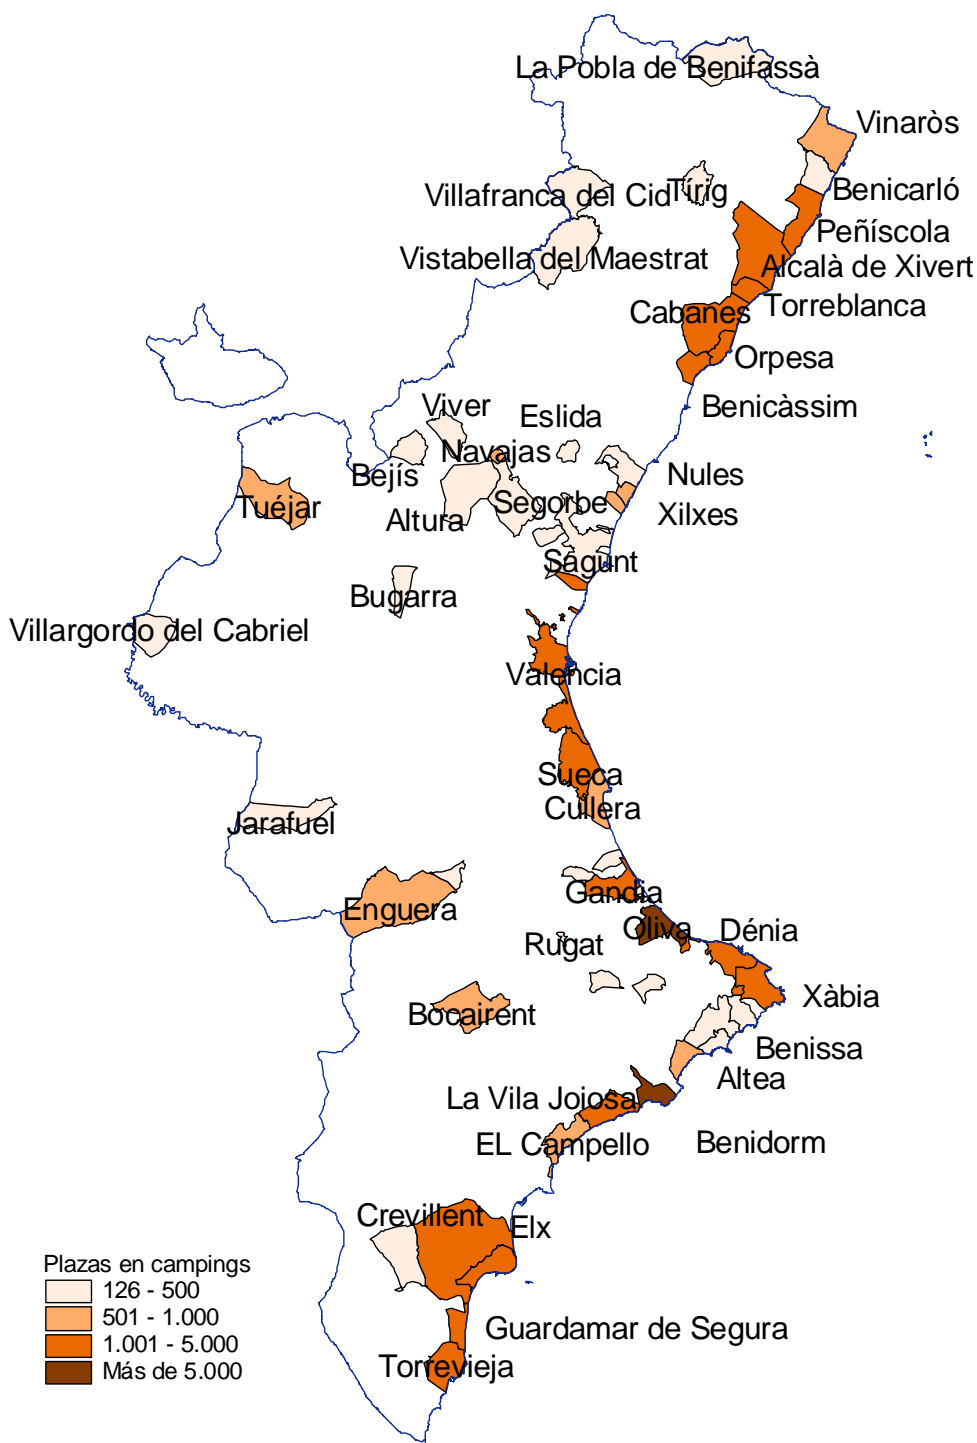 La Pobla de Benifassà
Vinaròs
Villafranca del Cid
Tírig
Benicarló
Peñíscola
Vistabella del Maestrat
Alcalà de Xivert
Cabanes
Torreblanca
Orpesa
Benicàssim
Viver
Eslida
Navajas
Bejís
Nules
Tuéjar
Segorbe
Altura
Xilxes
Sagunt
Bugarra
Villargordo del Cabriel
Valencia
Sueca
Cullera
Jarafuel
Gandia
Enguera
Oliva
Dénia
Rugat
Xàbia
Bocairent
Benissa
Altea
La Vila Joiosa
EL Campello
Benidorm
Crevillent
Elx
Guardamar de Segura
Torrevieja
Plazas en campings
126 - 500
501 - 1.000
1.001 - 5.000
Más de 5.000